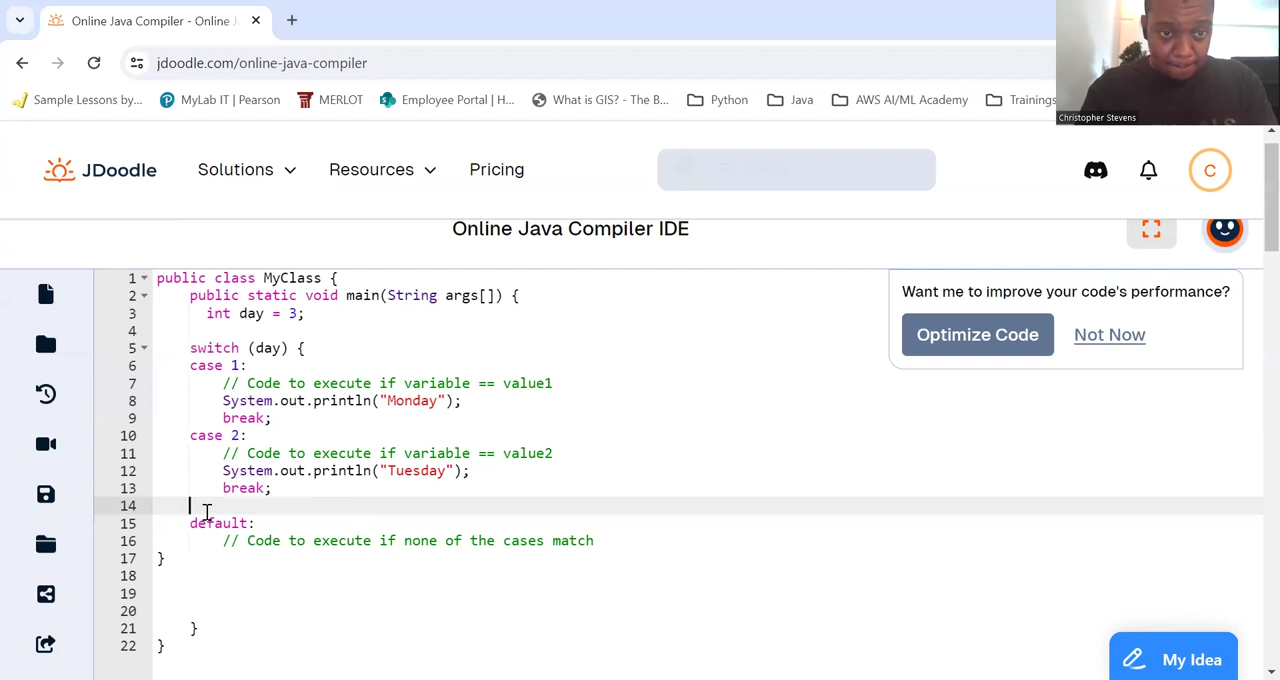 Online Java Compiler - Online J
jdoodle.com/online-java-compiler
Sample Lessons by... MyLab IT | Pearson MERLOT Employee Portal | H... What is GIS? - The B... Python Java AWS AI/ML Academy Trainings
Christopher Stevens
JDoodle Solutions Resources Pricing C
Online Java Compiler IDE
1 public class MyClass {
2 public static void main(String args[]) {
3 int day = 3;
4
5 switch (day) {
6 case 1:
7 // Code to execute if variable == value1
8 System.out.println("Monday");
9 break;
10 case 2:
11 // Code to execute if variable == value2
12 System.out.println("Tuesday");
13 break;
14
15 default:
16 // Code to execute if none of the cases match
17 }
18
19
20
21 }
22 }
Want me to improve your code's performance?
Optimize Code Not Now
My Idea